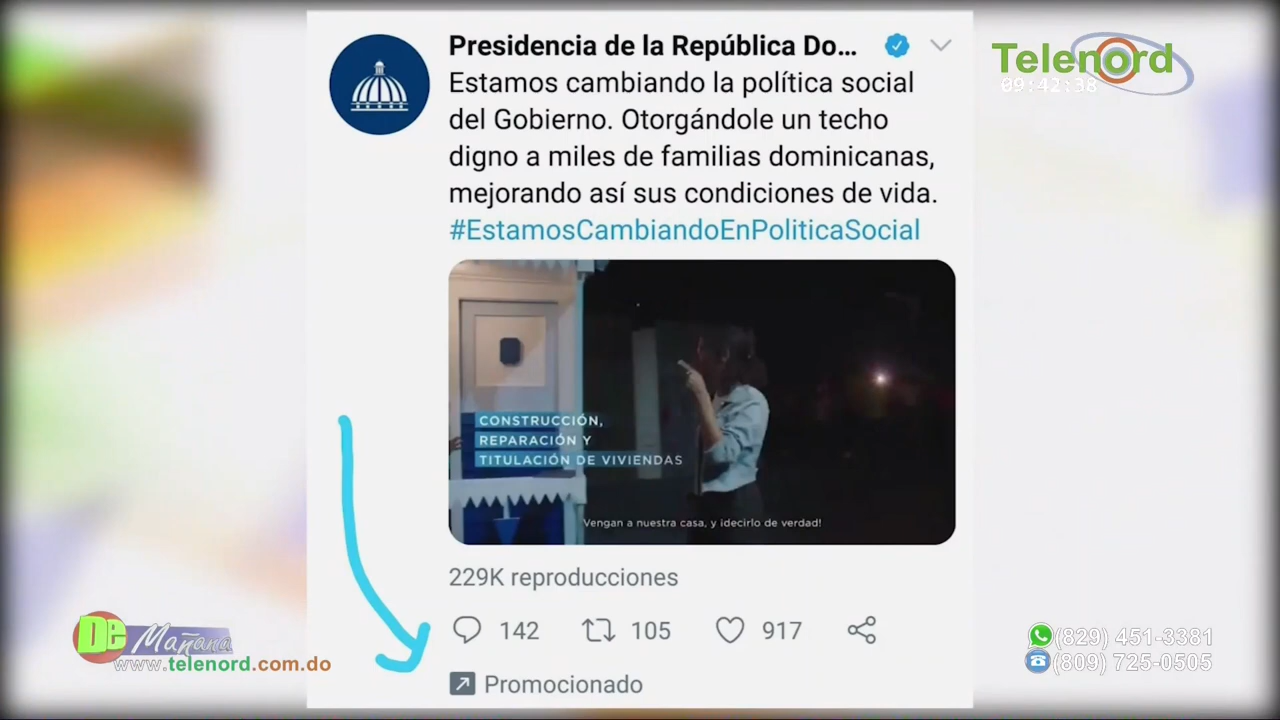 Presidencia de la República Do...
Estamos cambiando la política social
del Gobierno. Otorgándole un techo
digno a miles de familias dominicanas,
mejorando así sus condiciones de vida.
#EstamosCambiandoEnPoliticaSocial
CONSTRUCCIÓN,
REPARACIÓN Y
TITULACIÓN DE VIVIENDAS
Vengan a nuestra casa, y ¡decirlo de verdad!
229K reproducciones
142
105
917
Promocionado
Telenord
09:42:38
De Mañana
www.telenord.com.do
(829) 451-3381
(809) 725-0505